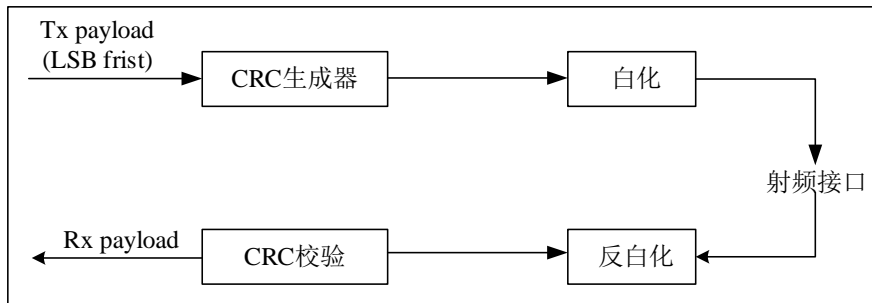 Tx payload
(LSB frist)
CRC生成器
白化
射频接口
Rx payload
CRC校验
反白化